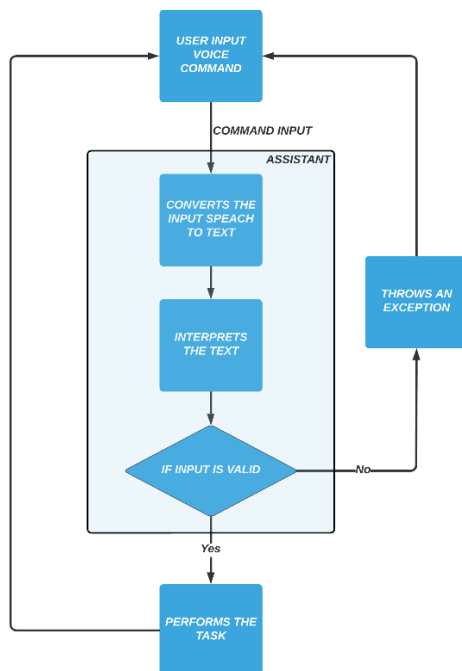 USER INPUT
VOICE
COMMAND
COMMAND INPUT
ASSISTANT
CONVERTS THE
INPUT SPEACH
TO TEXT
THROWS AN
EXCEPTION
INTERPRETS
THE TEXT
IF INPUT IS VALID
No
Yes
PERFORMS THE
TASK